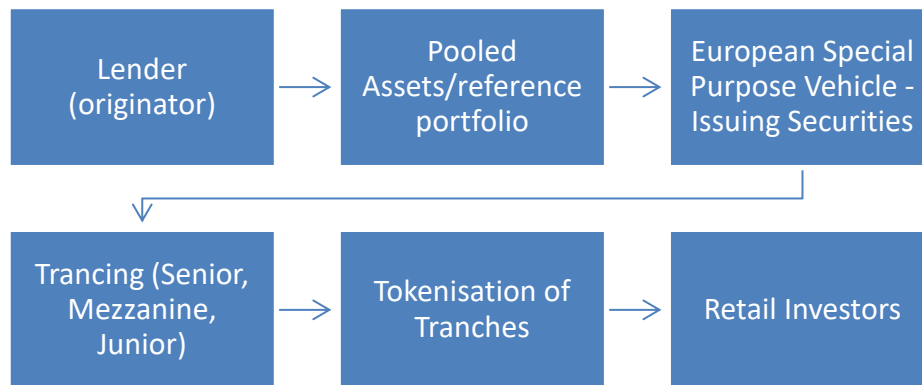 Lender
(originator)
Pooled
Assets/reference
portfolio
European Special
Purpose Vehicle -
Issuing Securities
Trancing (Senior,
Mezzanine,
Junior)
Tokenisation of
Tranches
Retail Investors